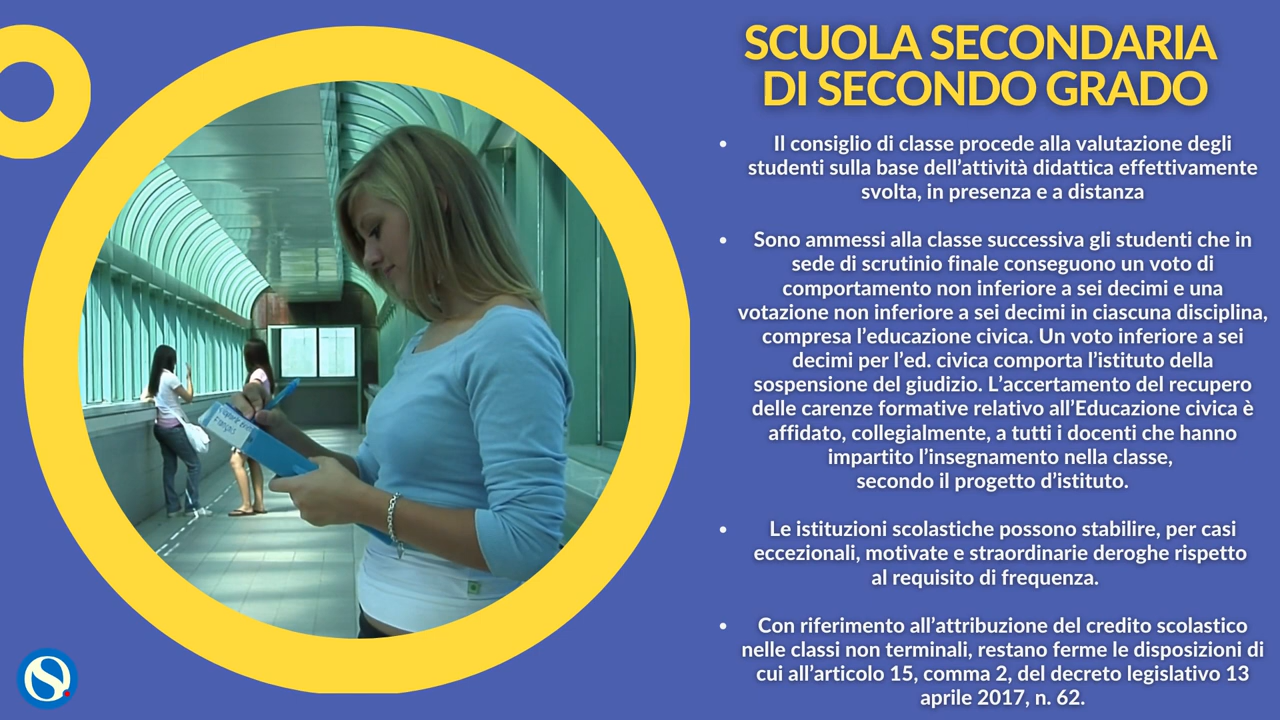 SCUOLA SECONDARIA
DI SECONDO GRADO
• Il consiglio di classe procede alla valutazione degli
studenti sulla base dell’attività didattica effettivamente
svolta, in presenza e a distanza
• Sono ammessi alla classe successiva gli studenti che in
sede di scrutinio finale conseguono un voto di
comportamento non inferiore a sei decimi e una
votazione non inferiore a sei decimi in ciascuna disciplina,
compresa l’educazione civica. Un voto inferiore a sei
decimi per l’ed. civica comporta l’istituto della
sospensione del giudizio. L’accertamento del recupero
delle carenze formative relativo all’Educazione civica è
affidato, collegialmente, a tutti i docenti che hanno
impartito l’insegnamento nella classe,
secondo il progetto d’istituto.
• Le istituzioni scolastiche possono stabilire, per casi
eccezionali, motivate e straordinarie deroghe rispetto
al requisito di frequenza.
• Con riferimento all’attribuzione del credito scolastico
nelle classi non terminali, restano ferme le disposizioni di
cui all’articolo 15, comma 2, del decreto legislativo 13
aprile 2017, n. 62.
S.